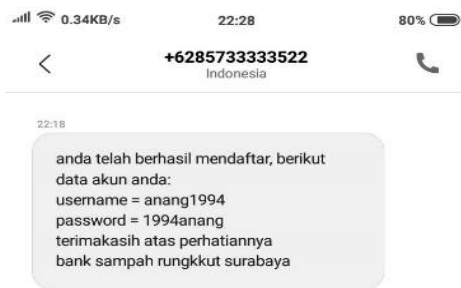 0.34KB/s 22:28 80%
+6285733333522
Indonesia
22:18
anda telah berhasil mendaftar, berikut
data akun anda:
username = anang1994
password = 1994anang
terimakasih atas perhatiannya
bank sampah rungkkut surabaya